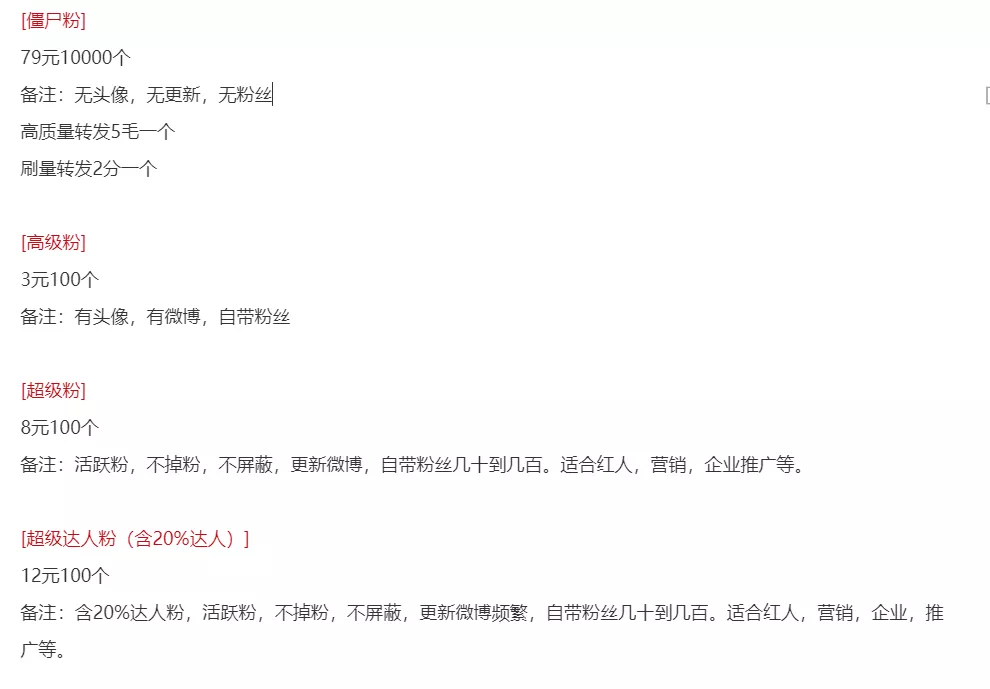 [僵尸粉]
79元10000个
备注：无头像，无更新，无粉丝
高质量转发5毛一个
刷量转发2分一个
[高级粉]
3元100个
备注：有头像，有微博，自带粉丝
[超级粉]
8元100个
备注：活跃粉，不掉粉，不屏蔽，更新微博，自带粉丝几十到几百。适合红人，营销，企业推广等。
[超级达人粉（含20%达人）]
12元100个
备注：含20%达人粉，活跃粉，不掉粉，不屏蔽，更新微博频繁，自带粉丝几十到几百。适合红人，营销，企业，推
广等。